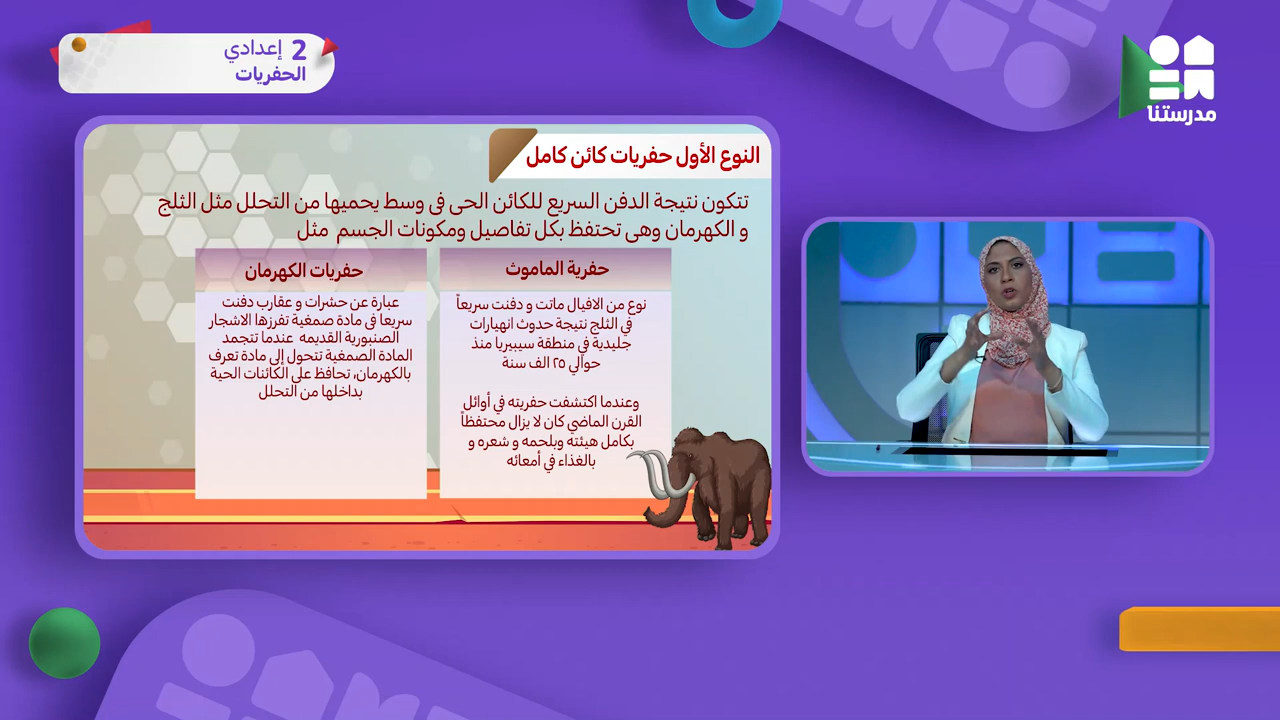 2 إعدادي
الحفريات
مدرستنا
النوع الأول حفريات كائن كامل
تتكون نتيجة الدفن السريع للكائن الحى فى وسط يحميها من التحلل مثل الثلج
و الكهرمان وهى تحتفظ بكل تفاصيل ومكونات الجسم مثل
حفرية الماموث
نوع من الافيال ماتت و دفنت سريعاً
في الثلج نتيجة حدوث انهيارات
جليدية في منطقة سيبيريا منذ
حوالي ٢٥ الف سنة
وعندما اكتشفت حفريته في أوائل
القرن الماضي كان لا يزال محتفظاً
بكامل هيئته وبلحمه و شعره و
بالغذاء في أمعائه
حفريات الكهرمان
عبارة عن حشرات و عقارب دفنت
سريعا فى مادة صمغية تفرزها الاشجار
الصنبورية القديمه عندما تتجمد
المادة الصمغية تتحول إلى مادة تعرف
بالكهرمان، تحافظ على الكائنات الحية
بداخلها من التحلل